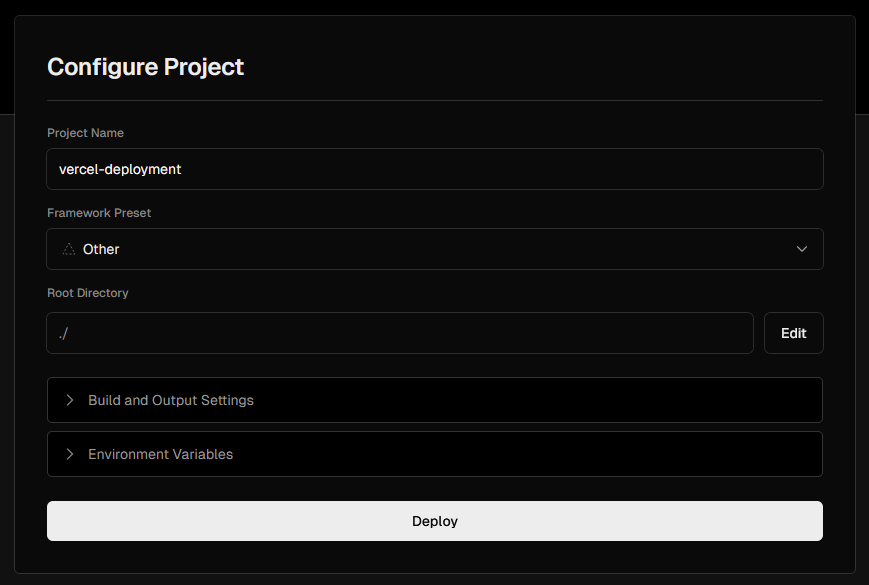 Configure Project
Project Name
vercel-deployment
Framework Preset
Other
Root Directory
./
Edit
Build and Output Settings
Environment Variables
Deploy